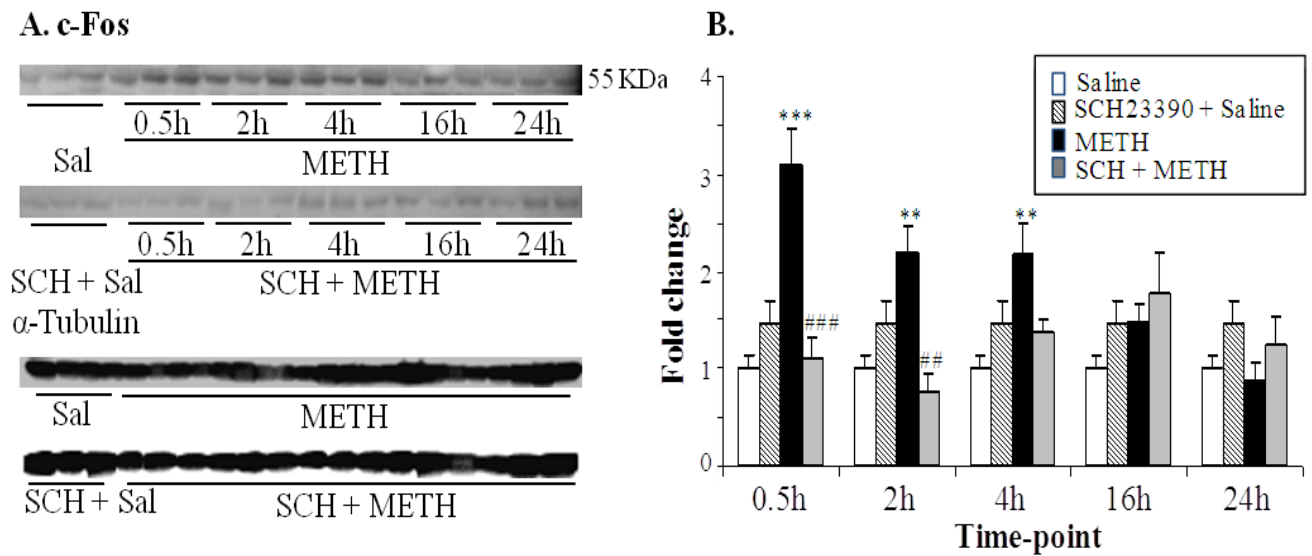 A. c-Fos
55 KDa
0.5h 2h 4h 16h 24h
Sal METH
0.5h 2h 4h 16h 24h
SCH + Sal SCH + METH
α-Tubulin
Sal METH
SCH + Sal SCH + METH
B.
Saline
SCH23390 + Saline
METH
SCH + METH
Fold change
4
3
2
1
0
***
###
**
##
**
0.5h 2h 4h 16h 24h
Time-point